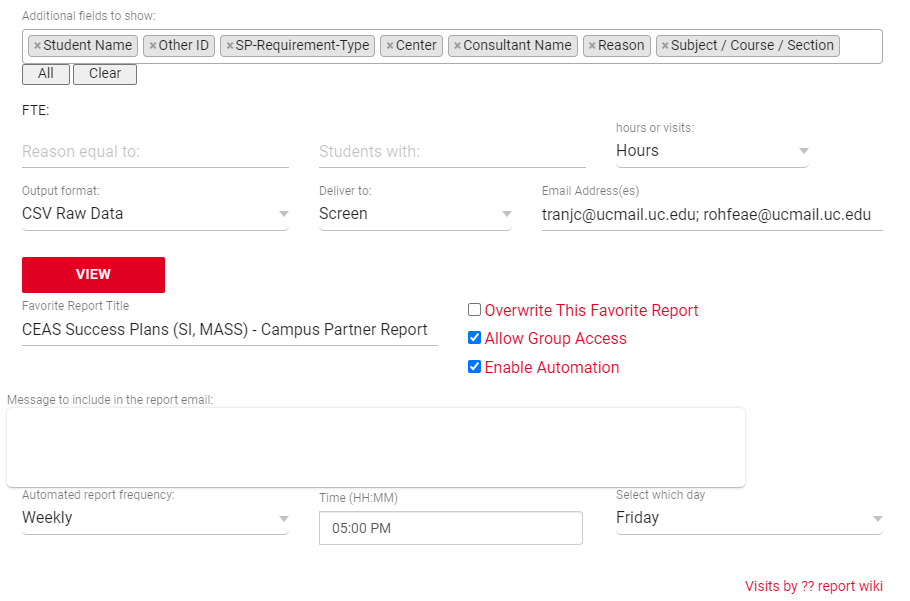 Additional fields to show:
×Student Name ×Other ID ×SP-Requirement-Type ×Center ×Consultant Name ×Reason ×Subject / Course / Section
All Clear
FTE:
hours or visits:
Reason equal to: Students with: Hours
Output format: Deliver to: Email Address(es)
CSV Raw Data Screen tranjc@ucmail.uc.edu; rohfeae@ucmail.uc.edu
VIEW
Favorite Report Title
CEAS Success Plans (SI, MASS) - Campus Partner Report
Overwrite This Favorite Report
Allow Group Access
Enable Automation
Message to include in the report email:
Automated report frequency: Time (HH:MM) Select which day
Weekly 05:00 PM Friday
Visits by ?? report wiki